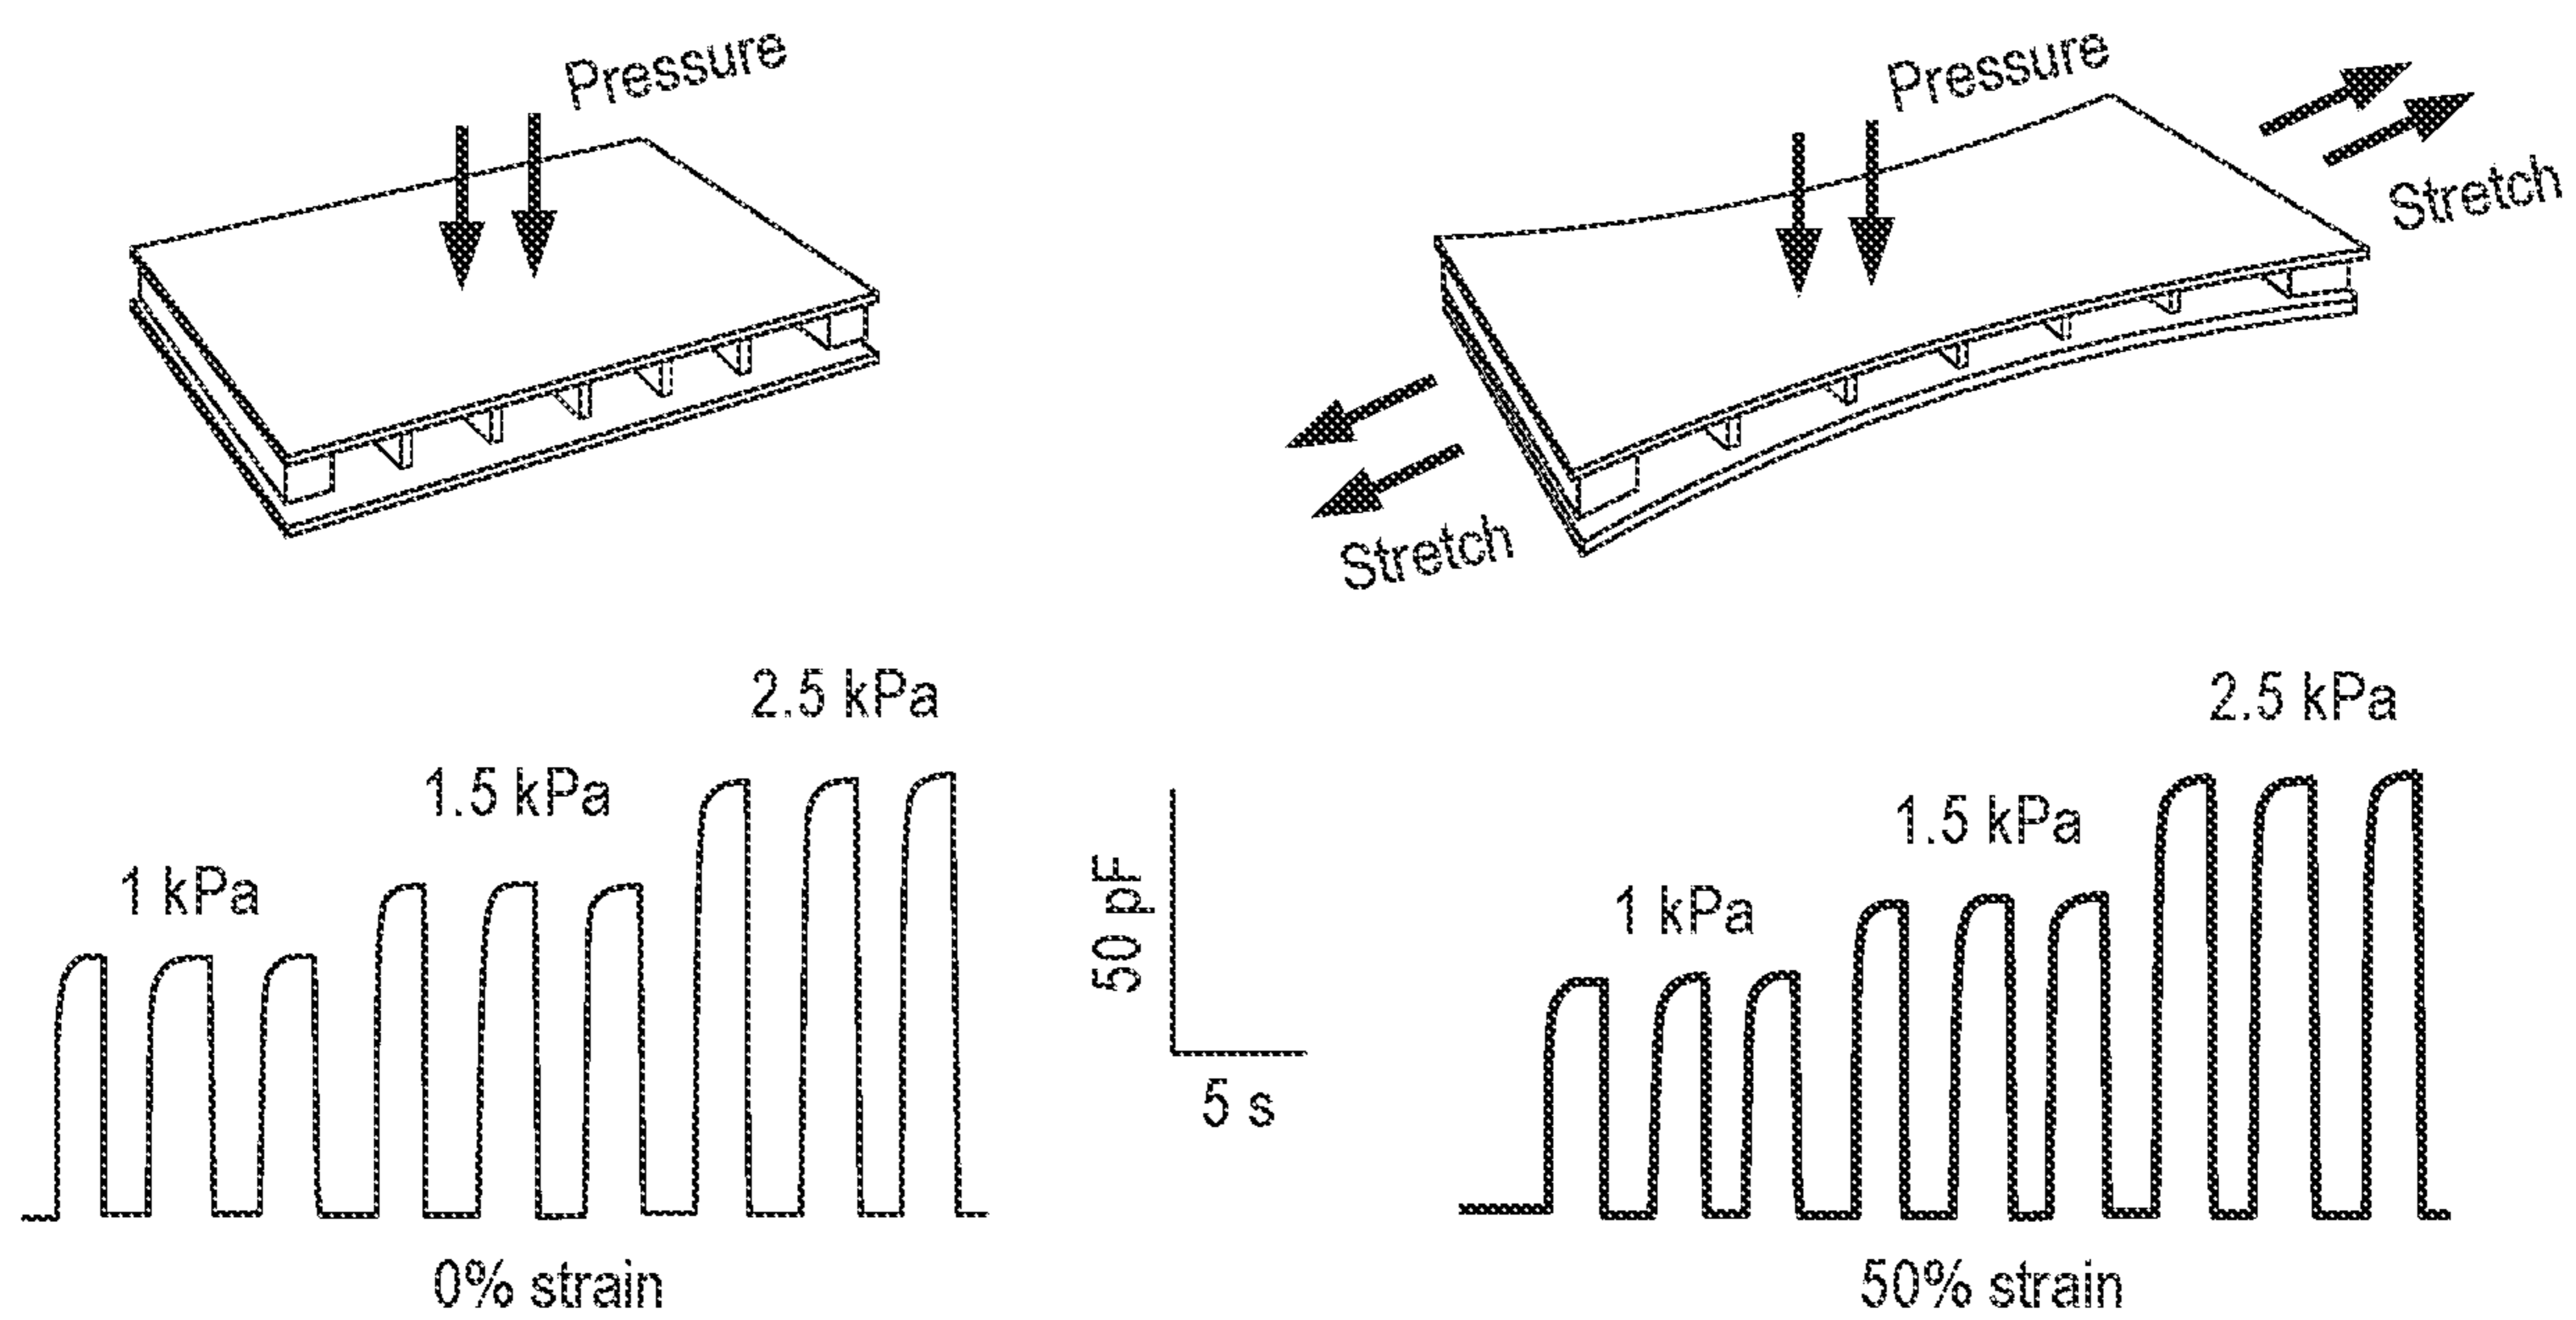 Pressure
Pressure
Stretch
Stretch
2.5 kPa
1.5 kPa
1 kPa
50 pF
5 s
2.5 kPa
1.5 kPa
1 kPa
0% strain
50% strain